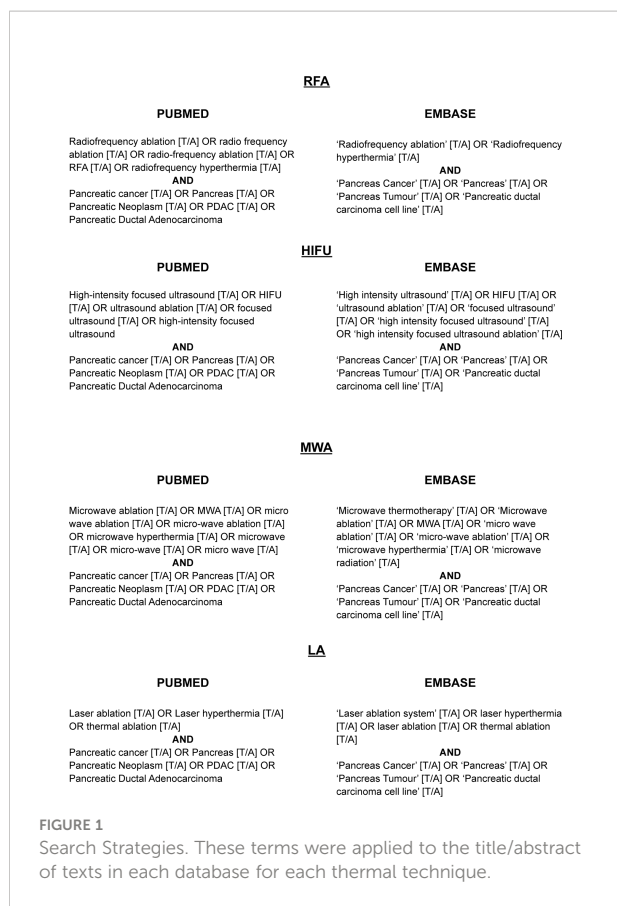 RFA
PUBMED
Radiofrequency ablation [T/A] OR radio frequency
ablation [T/A] OR radio-frequency ablation [T/A] OR
RFA [T/A] OR radiofrequency hyperthermia [T/A]
AND
Pancreatic cancer [T/A] OR Pancreas [T/A] OR
Pancreatic Neoplasm [T/A] OR PDAC [T/A] OR
Pancreatic Ductal Adenocarcinoma
EMBASE
‘Radiofrequency ablation’ [T/A] OR ‘Radiofrequency
hyperthermia’ [T/A]
AND
‘Pancreas Cancer’ [T/A] OR ‘Pancreas’ [T/A] OR
‘Pancreas Tumour’ [T/A] OR ‘Pancreatic ductal
carcinoma cell line’ [T/A]
HIFU
PUBMED
High-intensity focused ultrasound [T/A] OR HIFU
[T/A] OR ultrasound ablation [T/A] OR focused
ultrasound [T/A] OR high-intensity focused
ultrasound
AND
Pancreatic cancer [T/A] OR Pancreas [T/A] OR
Pancreatic Neoplasm [T/A] OR PDAC [T/A] OR
Pancreatic Ductal Adenocarcinoma
EMBASE
‘High intensity ultrasound’ [T/A] OR HIFU [T/A] OR
‘ultrasound ablation’ [T/A] OR ‘focused ultrasound’
[T/A] OR ‘high intensity focused ultrasound’ [T/A]
OR ‘high intensity focused ultrasound ablation’ [T/A]
AND
‘Pancreas Cancer’ [T/A] OR ‘Pancreas’ [T/A] OR
‘Pancreas Tumour’ [T/A] OR ‘Pancreatic ductal
carcinoma cell line’ [T/A]
MWA
PUBMED
Microwave ablation [T/A] OR MWA [T/A] OR micro
wave ablation [T/A] OR micro-wave ablation [T/A]
OR microwave hyperthermia [T/A] OR microwave
[T/A] OR micro-wave [T/A] OR micro wave [T/A]
AND
Pancreatic cancer [T/A] OR Pancreas [T/A] OR
Pancreatic Neoplasm [T/A] OR PDAC [T/A] OR
Pancreatic Ductal Adenocarcinoma
EMBASE
‘Microwave thermotherapy’ [T/A] OR ‘Microwave
ablation’ [T/A] OR MWA [T/A] OR ‘micro wave
ablation’ [T/A] OR ‘micro-wave ablation’ [T/A] OR
‘microwave hyperthermia’ [T/A] OR ‘microwave
radiation’ [T/A]
AND
‘Pancreas Cancer’ [T/A] OR ‘Pancreas’ [T/A] OR
‘Pancreas Tumour’ [T/A] OR ‘Pancreatic ductal
carcinoma cell line’ [T/A]
LA
PUBMED
Laser ablation [T/A] OR Laser hyperthermia [T/A]
OR thermal ablation [T/A]
AND
Pancreatic cancer [T/A] OR Pancreas [T/A] OR
Pancreatic Neoplasm [T/A] OR PDAC [T/A] OR
Pancreatic Ductal Adenocarcinoma
EMBASE
‘Laser ablation system’ [T/A] OR laser hyperthermia
[T/A] OR laser ablation [T/A] OR thermal ablation
[T/A]
AND
‘Pancreas Cancer’ [T/A] OR ‘Pancreas’ [T/A] OR
‘Pancreas Tumour’ [T/A] OR ‘Pancreatic ductal
carcinoma cell line’ [T/A]
FIGURE 1
Search Strategies. These terms were applied to the title/abstract
of texts in each database for each thermal technique.